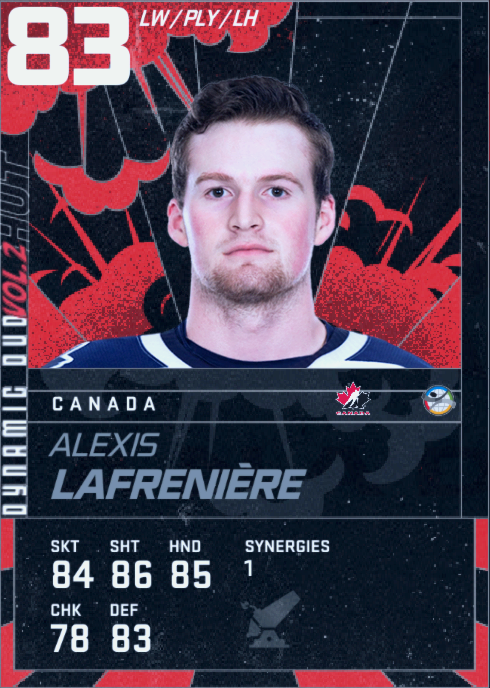 83
LW / PLY / LH
HUT
VOL.2
DYNAMIC DUO
CANADA
CANADA
ALEXIS
LAFRENIÈRE
SKT SHT HND SYNERGIES
84 86 85 1
CHK DEF
78 83